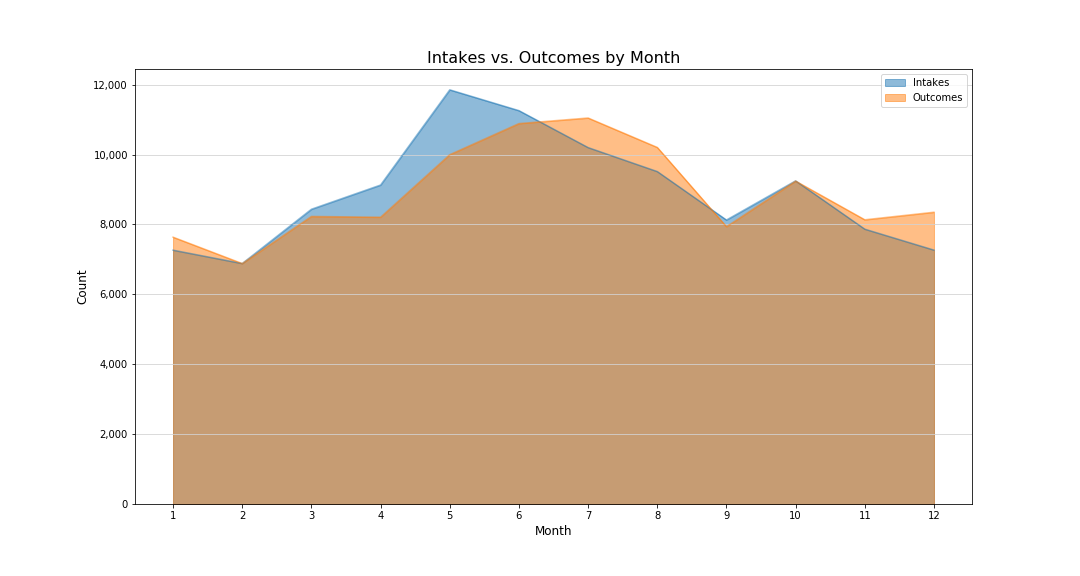 Intakes vs. Outcomes by Month
12,000
10,000
8,000
6,000
4,000
2,000
0
Count
Intakes
Outcomes
1 2 3 4 5 6 7 8 9 10 11 12
Month